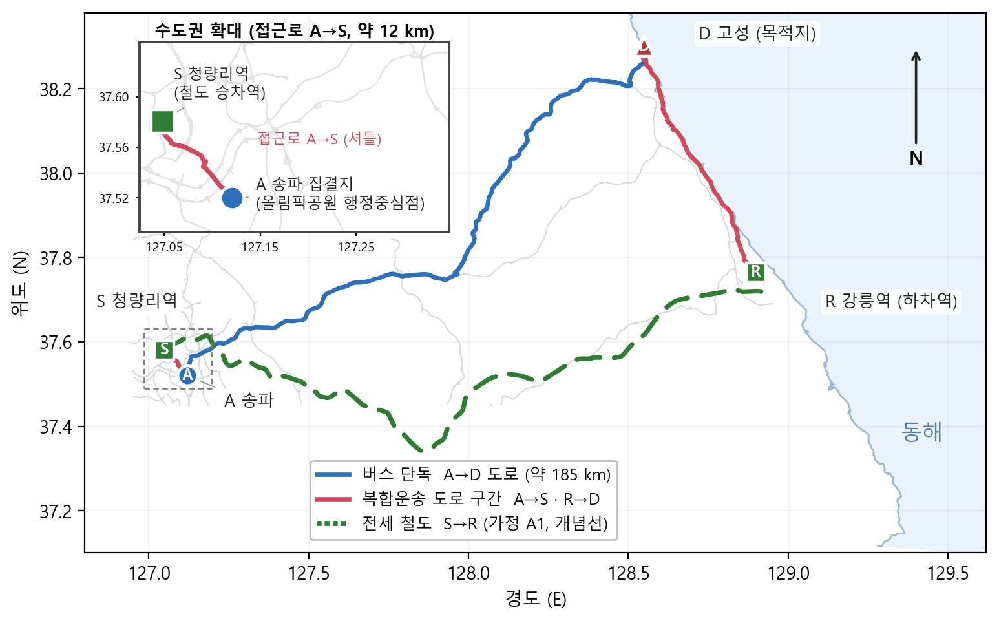 수도권 확대 (접근로 A→S, 약 12 km)
D 고성 (목적지)
D
S 청량리역
(철도 승차역)
접근로 A→S (셔틀)
A 송파 집결지
(올림픽공원 행정중심점)
37.60
37.56
37.52
127.05
127.15
127.25
N
38.2
38.0
37.8
37.6
37.4
37.2
위도 (N)
S 청량리역
S
A
A 송파
R
R 강릉역 (하차역)
동해
버스 단독 A→D 도로 (약 185 km)
복합운송 도로 구간 A→S · R→D
전세 철도 S→R (가정 A1, 개념선)
127.0
127.5
128.0
128.5
129.0
129.5
경도 (E)